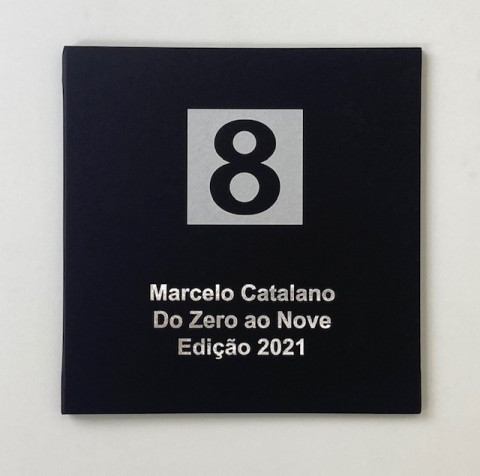 8
Marcelo Catalano
Do Zero ao Nove
Edição 2021